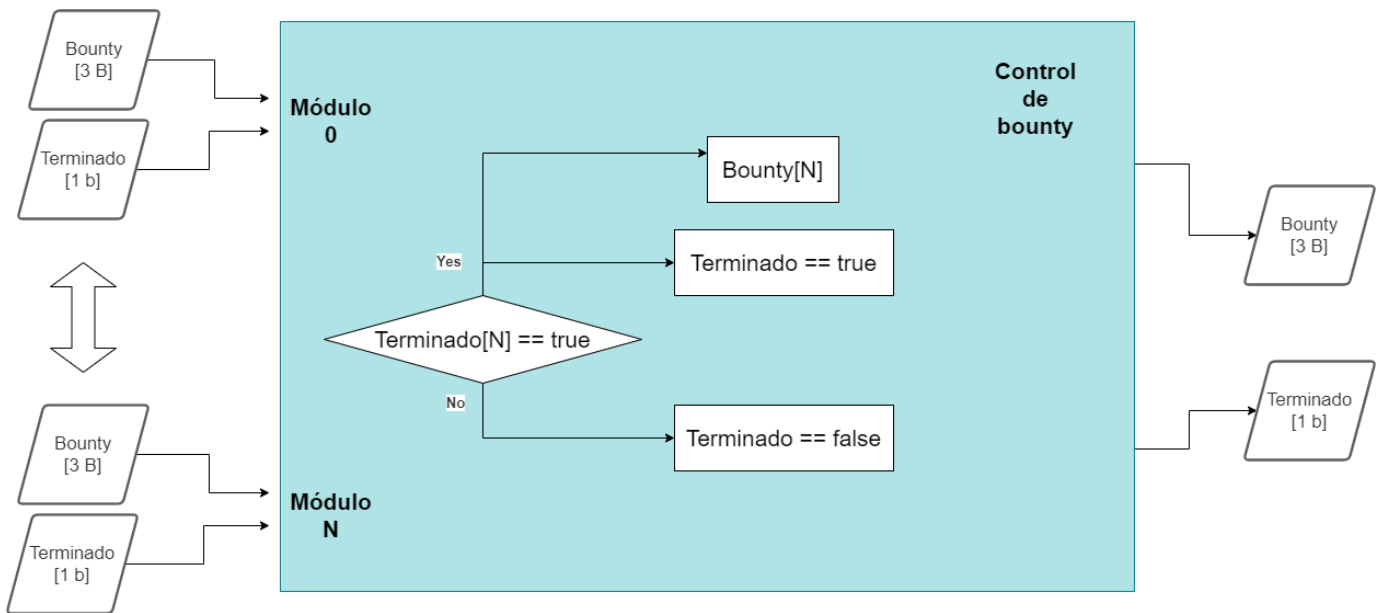 Bounty
[3 B]
Terminado
[1 b]
Módulo
0
Control
de
bounty
Bounty[N]
Yes
Terminado == true
Terminado[N] == true
No
Terminado == false
Bounty
[3 B]
Terminado
[1 b]
Módulo
N
Bounty
[3 B]
Terminado
[1 b]